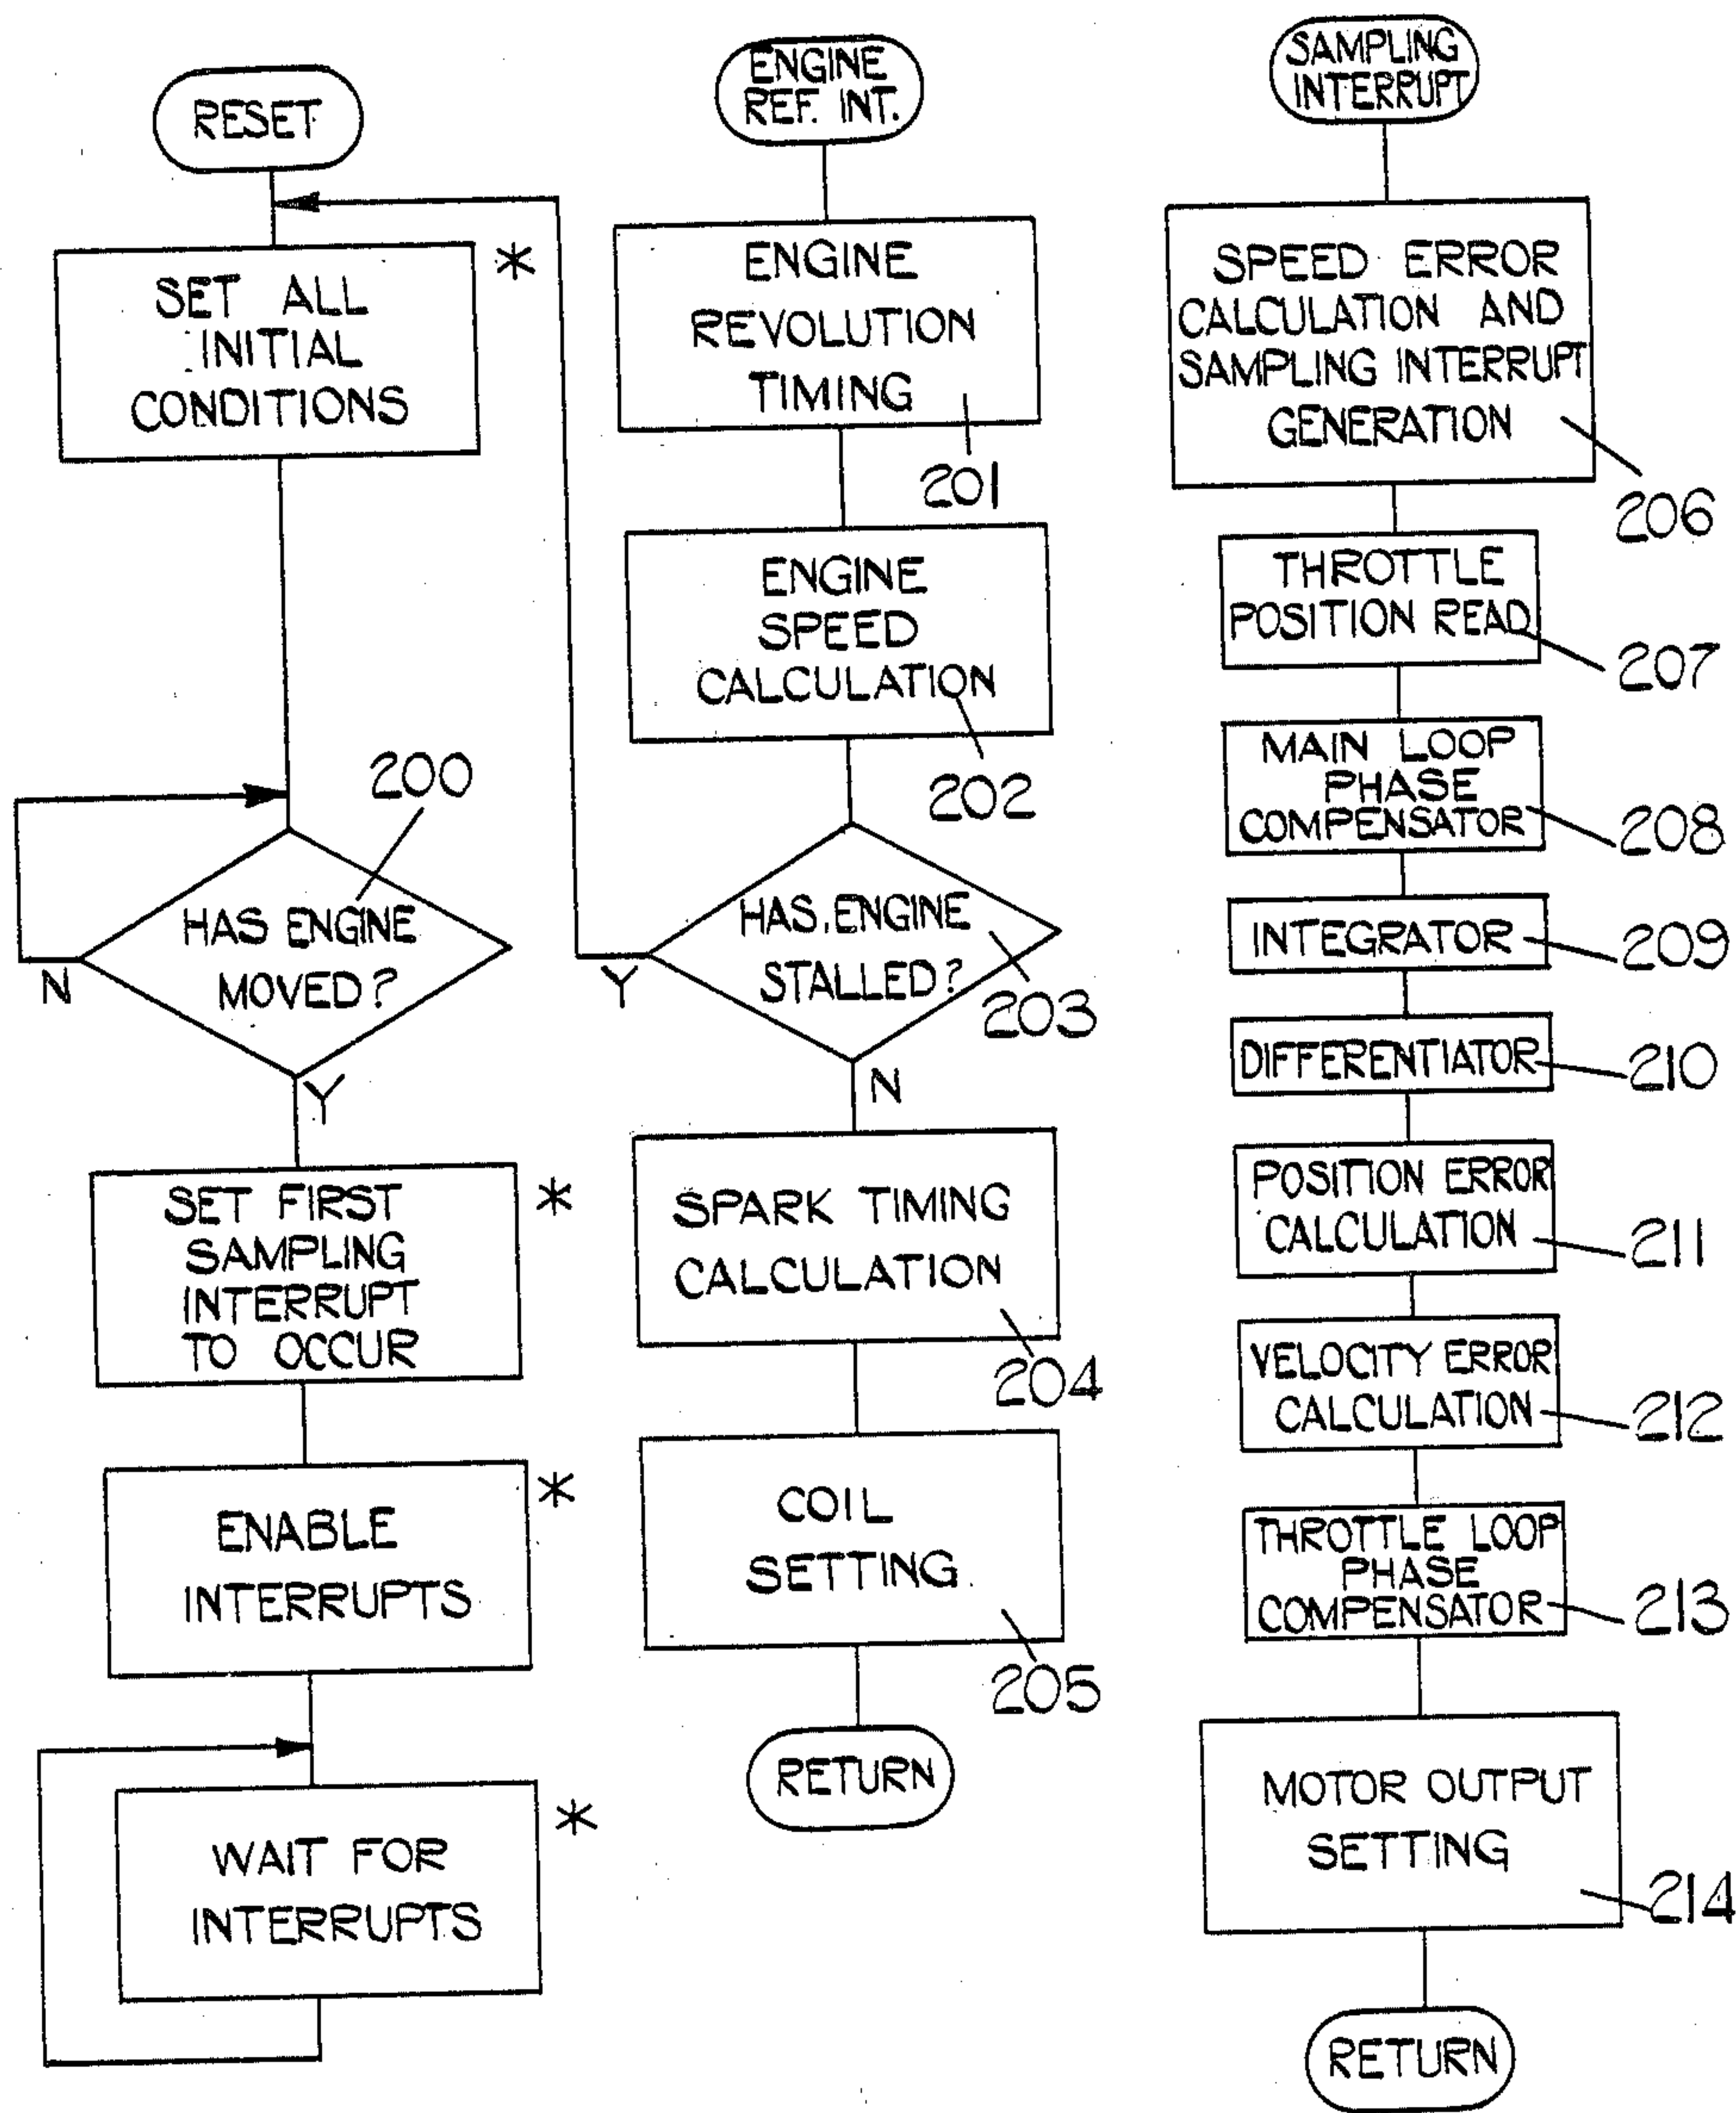 RESET
SET ALL
INITIAL
CONDITIONS
*
200
HAS ENGINE
MOVED?
N
Y
SET FIRST
SAMPLING
INTERRUPT
TO OCCUR
*
ENABLE
INTERRUPTS
*
WAIT FOR
INTERRUPTS
*
ENGINE
REF. INT.
ENGINE
REVOLUTION
TIMING
201
ENGINE
SPEED
CALCULATION
202
HAS ENGINE
STALLED?
203
Y
N
SPARK TIMING
CALCULATION
204
COIL
SETTING
205
RETURN
SAMPLING
INTERRUPT
SPEED ERROR
CALCULATION AND
SAMPLING INTERRUPT
GENERATION
206
THROTTLE
POSITION READ
207
MAIN LOOP
PHASE
COMPENSATOR
208
INTEGRATOR
209
DIFFERENTIATOR
210
POSITION ERROR
CALCULATION
211
VELOCITY ERROR
CALCULATION
212
THROTTLE LOOP
PHASE
COMPENSATOR
213
MOTOR OUTPUT
SETTING
214
RETURN